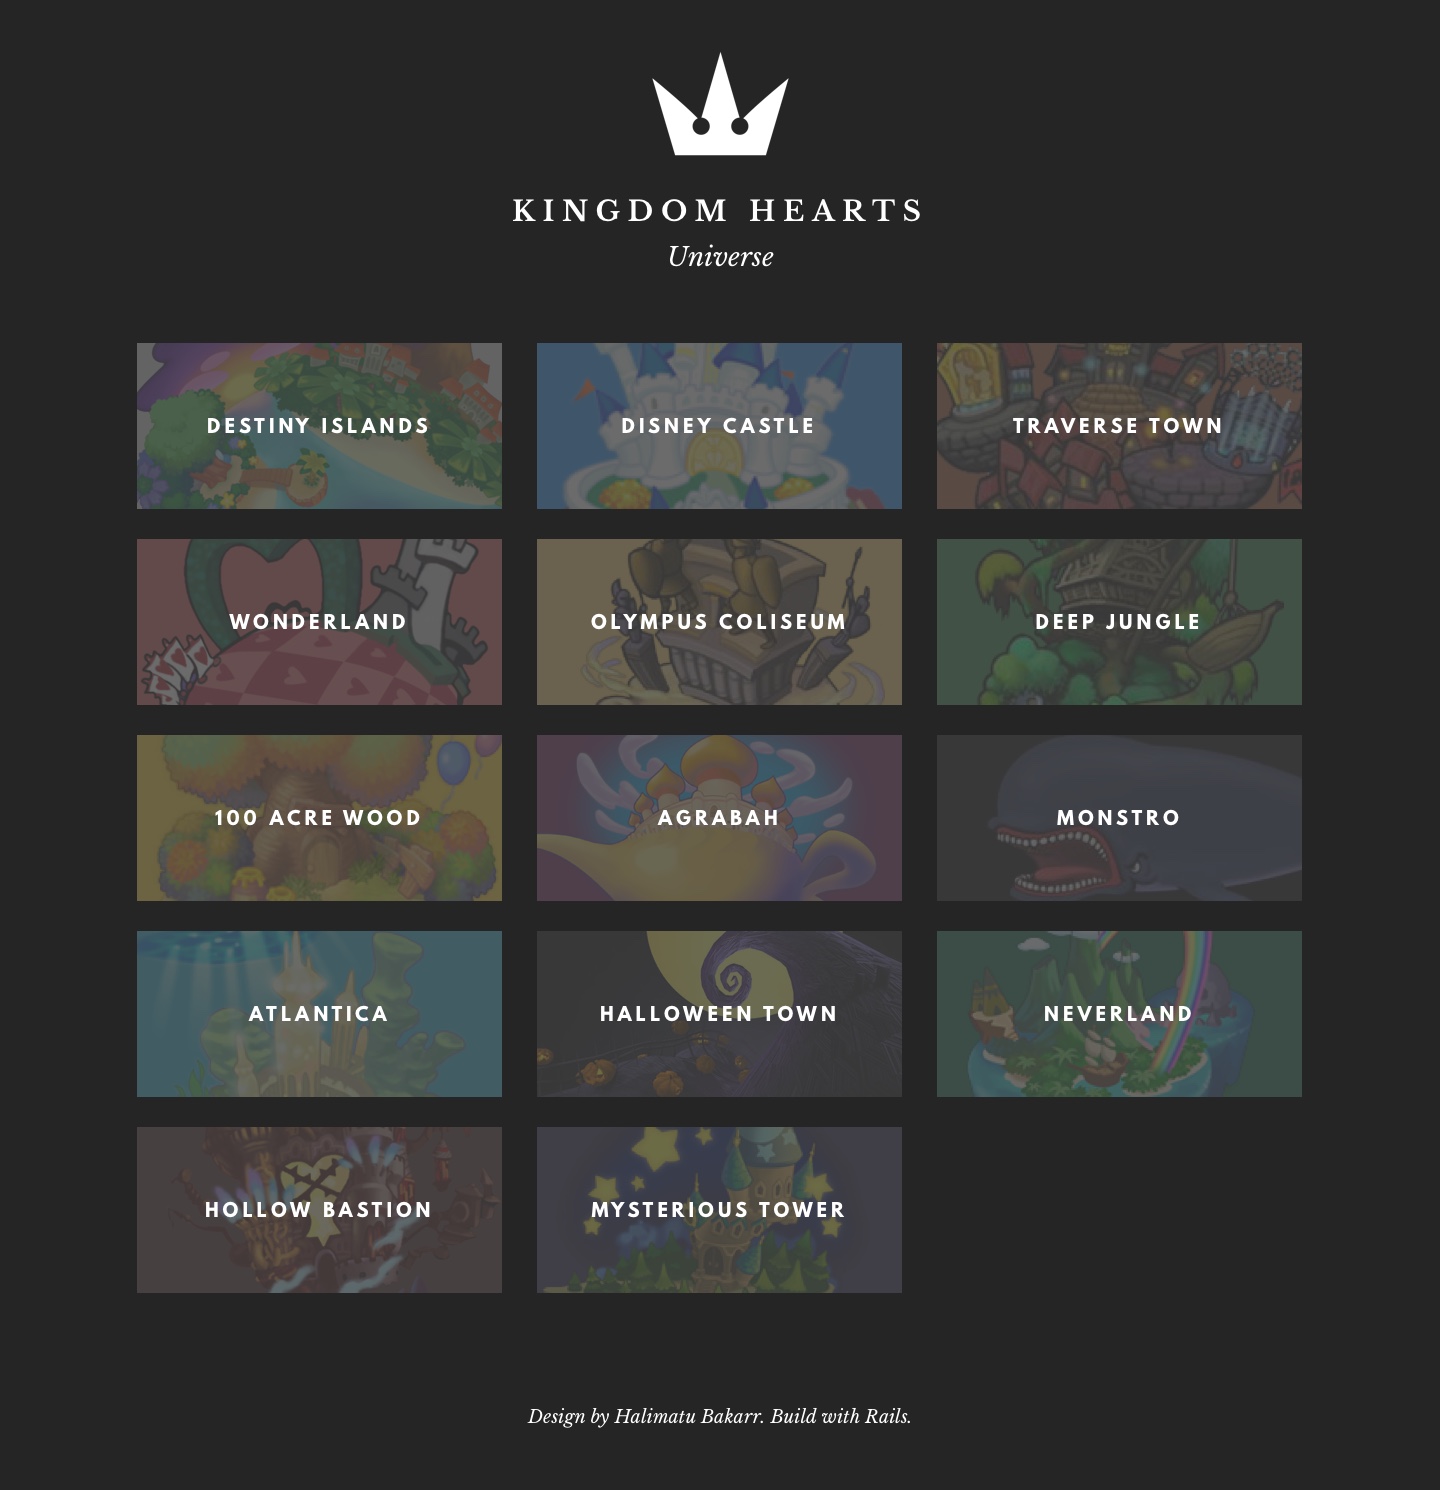 KINGDOM HEARTS
Universe
DESTINY ISLANDS
DISNEY CASTLE
TRAVERSE TOWN
WONDERLAND
OLYMPUS COLISEUM
DEEP JUNGLE
100 ACRE WOOD
AGRABAH
MONSTRO
ATLANTICA
HALLOWEEN TOWN
NEVERLAND
HOLLOW BASTION
MYSTERIOUS TOWER
Design by Halimatu Bakarr. Build with Rails.